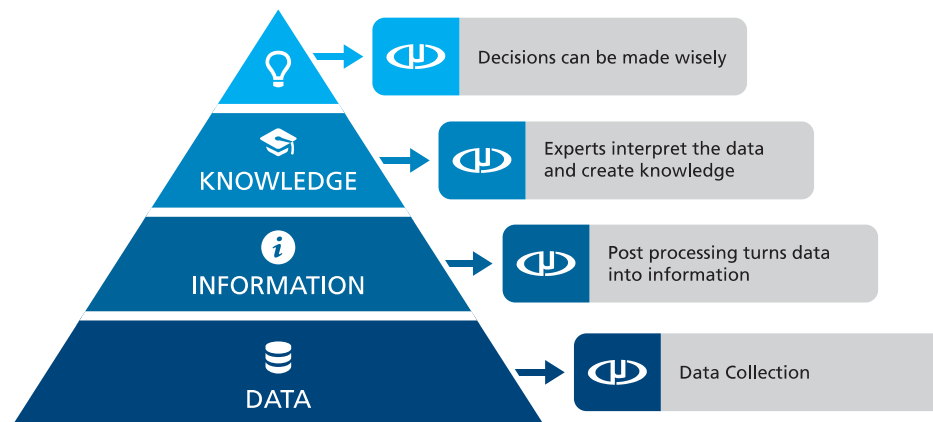 Decisions can be made wisely
KNOWLEDGE
Experts interpret the data
and create knowledge
INFORMATION
Post processing turns data
into information
DATA
Data Collection